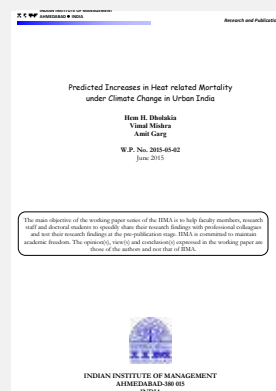 INDIAN INSTITUTE OF MANAGEMENT
AHMEDABAD • INDIA
Research and Publicatio
Predicted Increases in Heat related Mortality
under Climate Change in Urban India
Hem H. Dholakia
Vimal Mishra
Amit Garg
W.P. No. 2015-05-02
June 2015
The main objective of the working paper series of the IIMA is to help faculty members, research
staff and doctoral students to speedily share their research findings with professional colleagues
and test their research findings at the pre-publication stage. IIMA is committed to maintain
academic freedom. The opinion(s), view(s) and conclusion(s) expressed in the working paper are
those of the authors and not that of IIMA.
INDIAN INSTITUTE OF MANAGEMENT
AHMEDABAD-380 015
INDIA